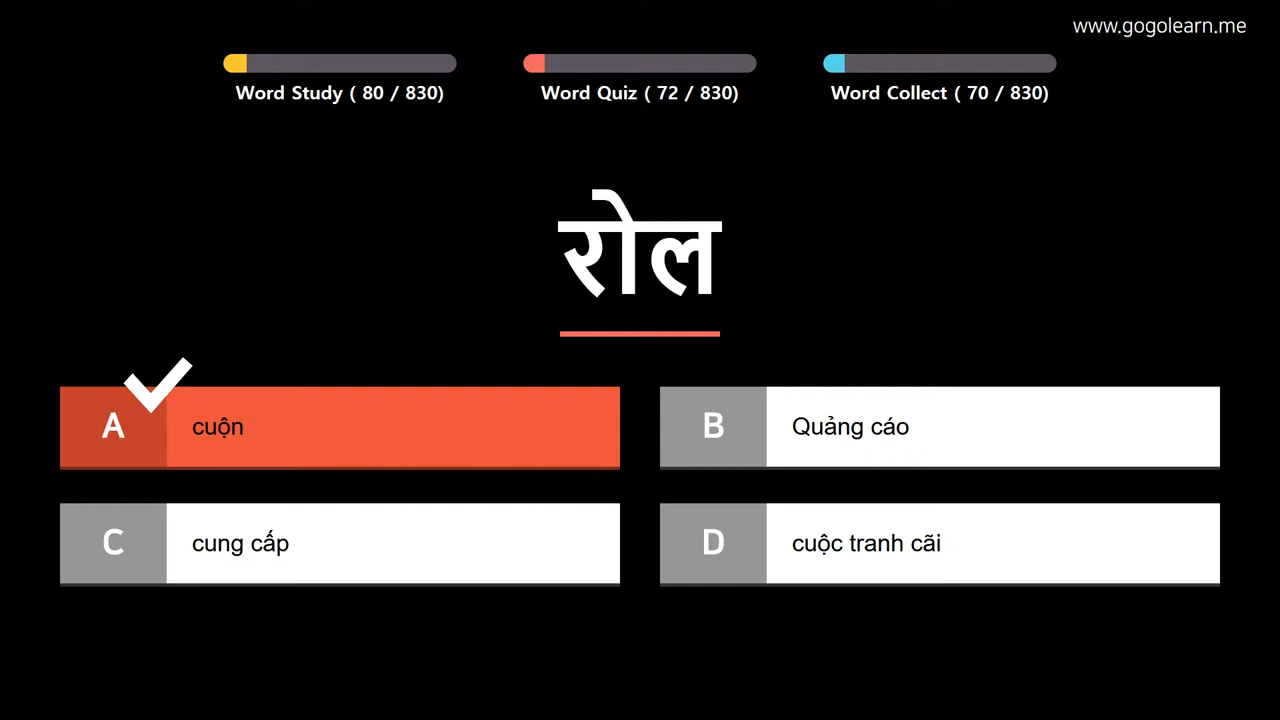 www.gogolearn.me
Word Study ( 80 / 830)
Word Quiz ( 72 / 830)
Word Collect ( 70 / 830)
रोल
A cuộn
B Quảng cáo
C cung cấp
D cuộc tranh cãi